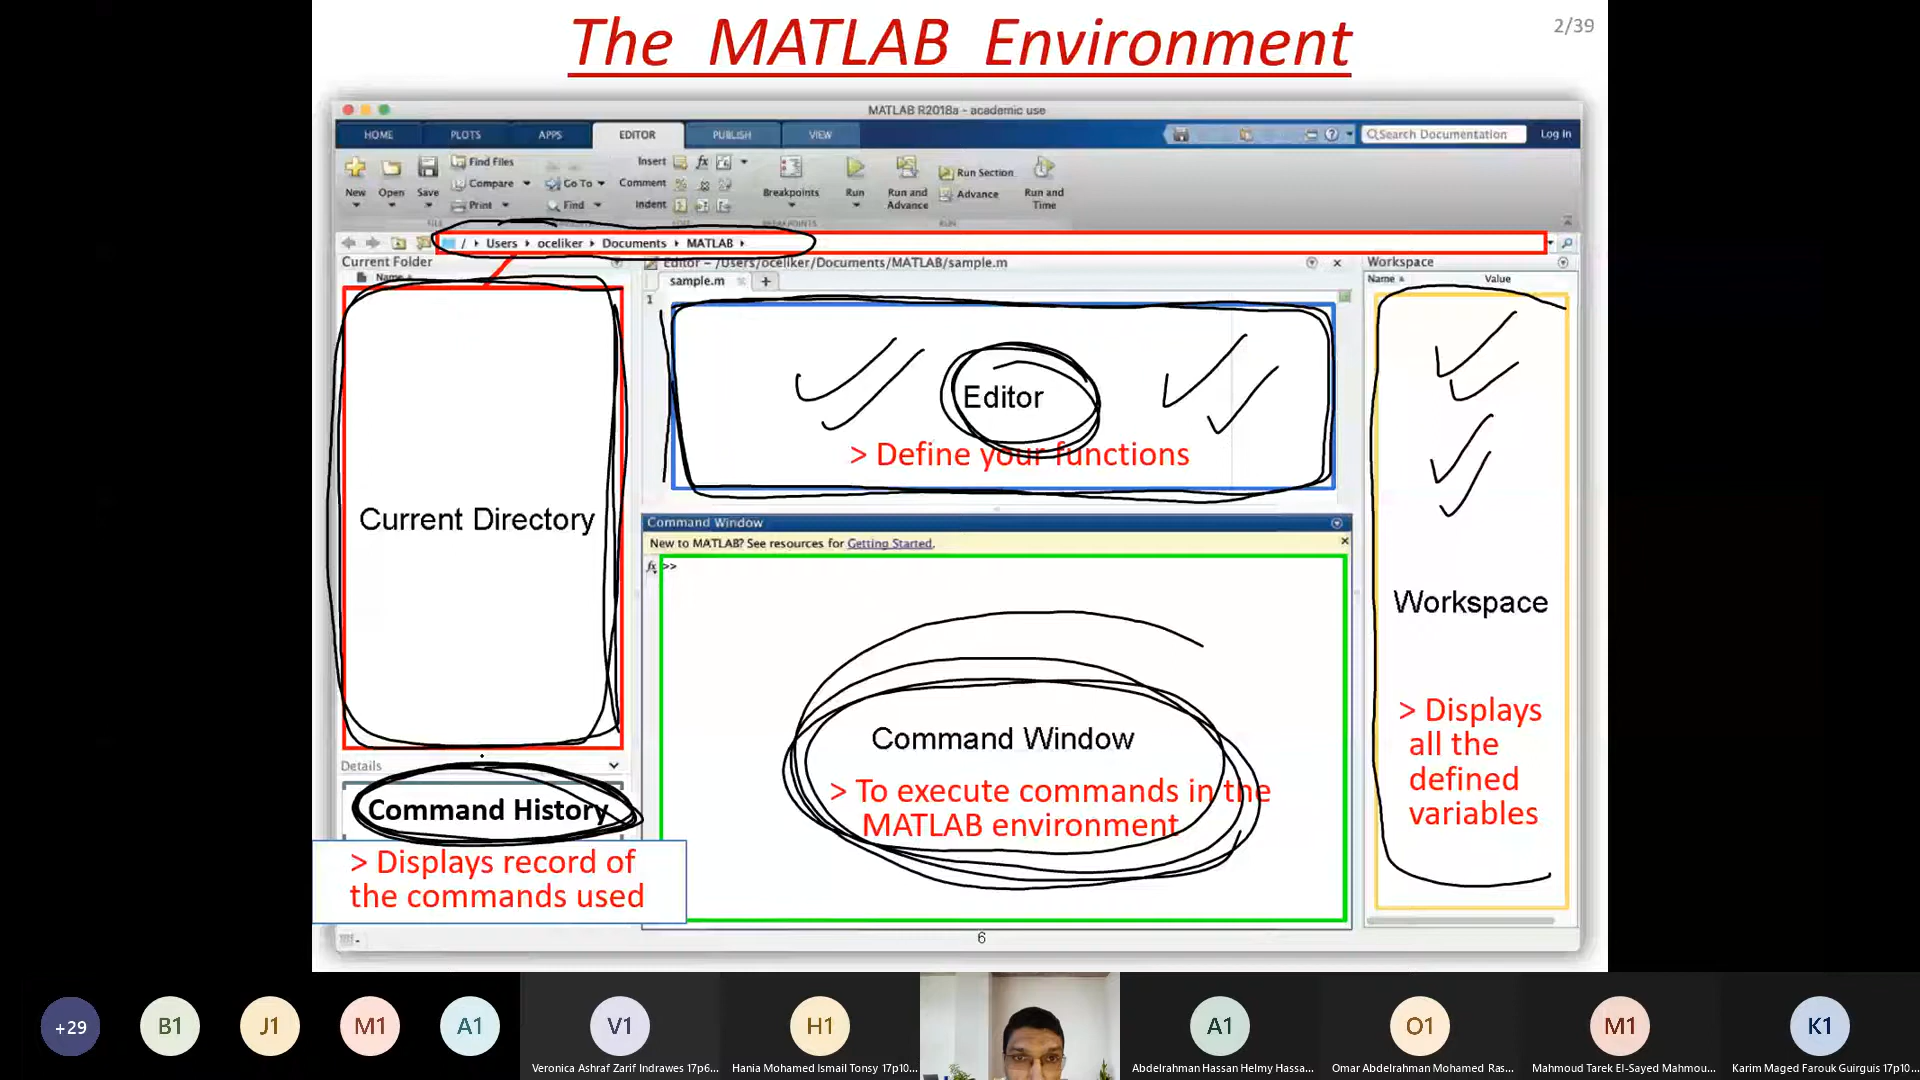 The MATLAB Environment
2/39
MATLAB R2018a - academic use
HOME PLOTS APPS EDITOR PUBLISH VIEW
Search Documentation Log In
New Open Save
Find Files
Compare
Print
Go To
Find
Insert
Comment
Indent
fx
Breakpoints
Run
Run and Advance
Run Section
Advance
Run and Time
FILE
BREAKPOINTS
RUN
/ Users oceliker Documents MATLAB
Current Folder
Name
Editor - /Users/oceliker/Documents/MATLAB/sample.m
sample.m
1
Workspace
Name Value
Editor
> Define your functions
Current Directory
Command Window
New to MATLAB? See resources for Getting Started.
fx >>
Workspace
> Displays
all the
defined
variables
Command Window
> To execute commands in the
MATLAB environment
Details
Command History
> Displays record of
the commands used
6
+29 B1 J1 M1 A1 V1 H1 A1 O1 M1 K1
Veronica Ashraf Zarif Indrawes 17p6...
Hania Mohamed Ismail Tonsy 17p10...
Abdelrahman Hassan Helmy Hassa...
Omar Abdelrahman Mohamed Ras...
Mahmoud Tarek El-Sayed Mahmou...
Karim Maged Farouk Guirguis 17p10...